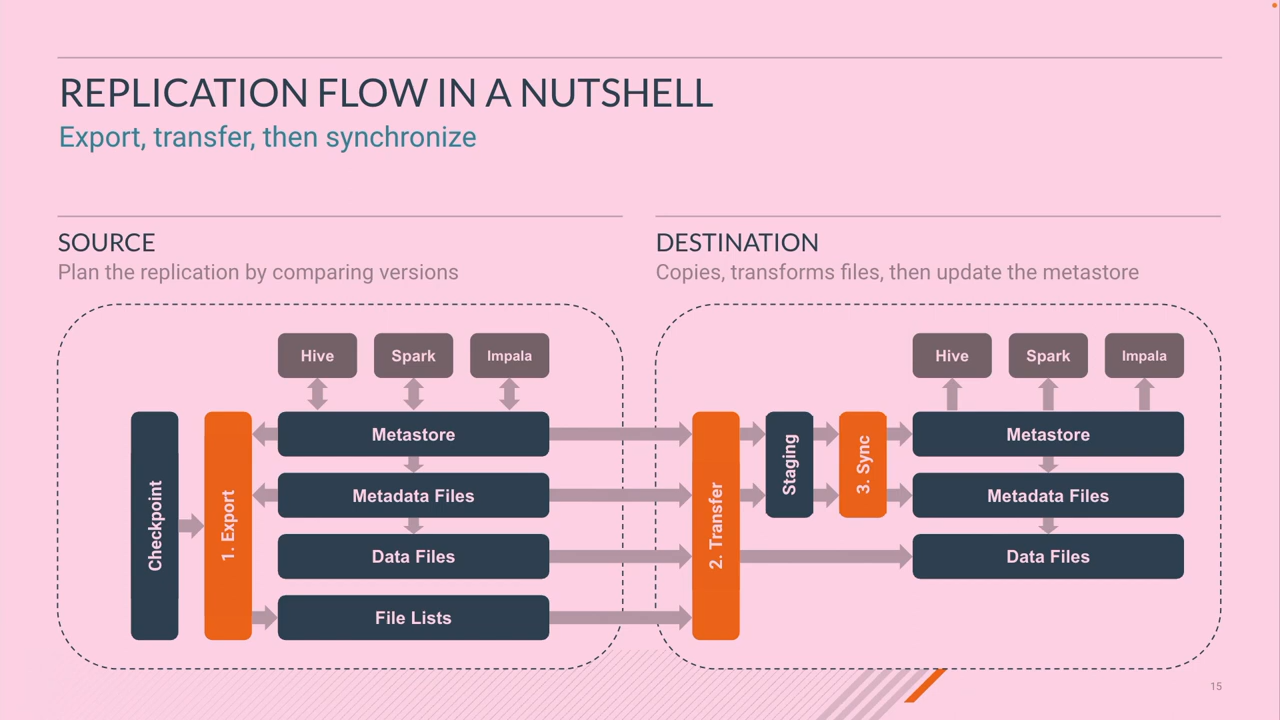 REPLICATION FLOW IN A NUTSHELL
Export, transfer, then synchronize
SOURCE
Plan the replication by comparing versions
Hive
Spark
Impala
Checkpoint
1. Export
Metastore
Metadata Files
Data Files
File Lists
DESTINATION
Copies, transforms files, then update the metastore
2. Transfer
Staging
3. Sync
Hive
Spark
Impala
Metastore
Metadata Files
Data Files
15